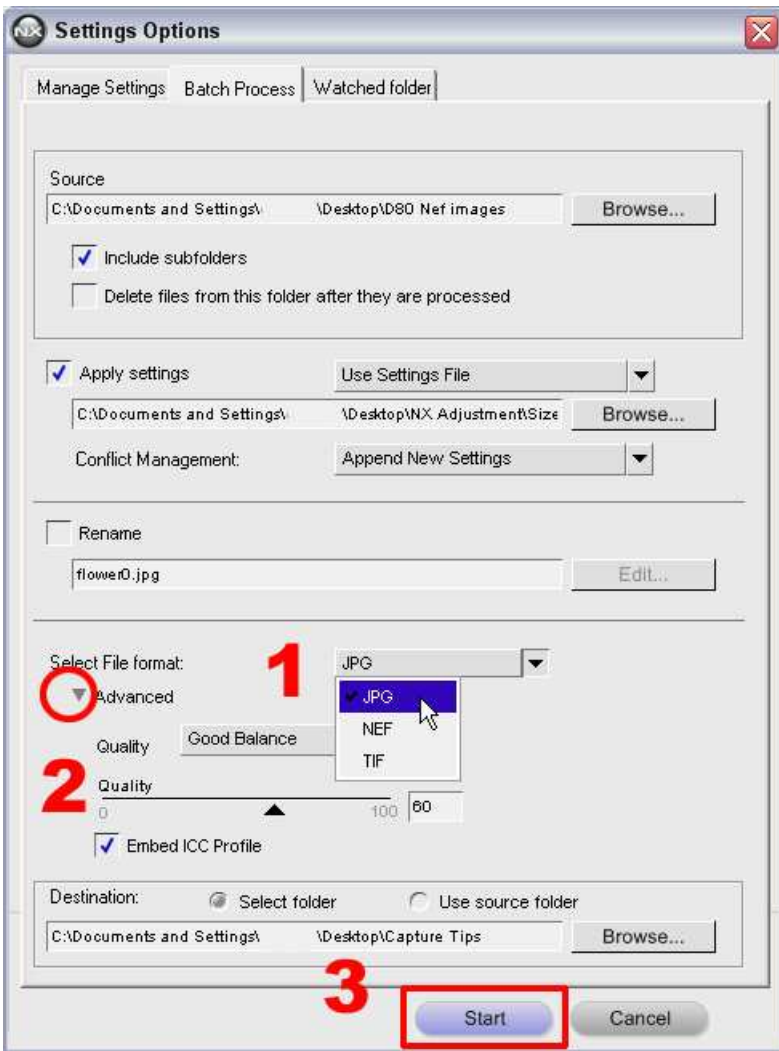 NX Settings Options
Manage Settings Batch Process Watched folder
Source
C:\Documents and Settings\ \Desktop\D80 Nef images Browse...
Include subfolders
Delete files from this folder after they are processed
Apply settings Use Settings File
C:\Documents and Settings\ \Desktop\NX Adjustment\Size Browse...
Conflict Management: Append New Settings
Rename
flower0.jpg Edit...
Select File format: 1 JPG
Advanced JPG
NEF
Quality Good Balance
TIF
2 Quality
0 100 60
Embed ICC Profile
Destination: Select folder Use source folder
C:\Documents and Settings\ \Desktop\Capture Tips Browse...
3 Start Cancel